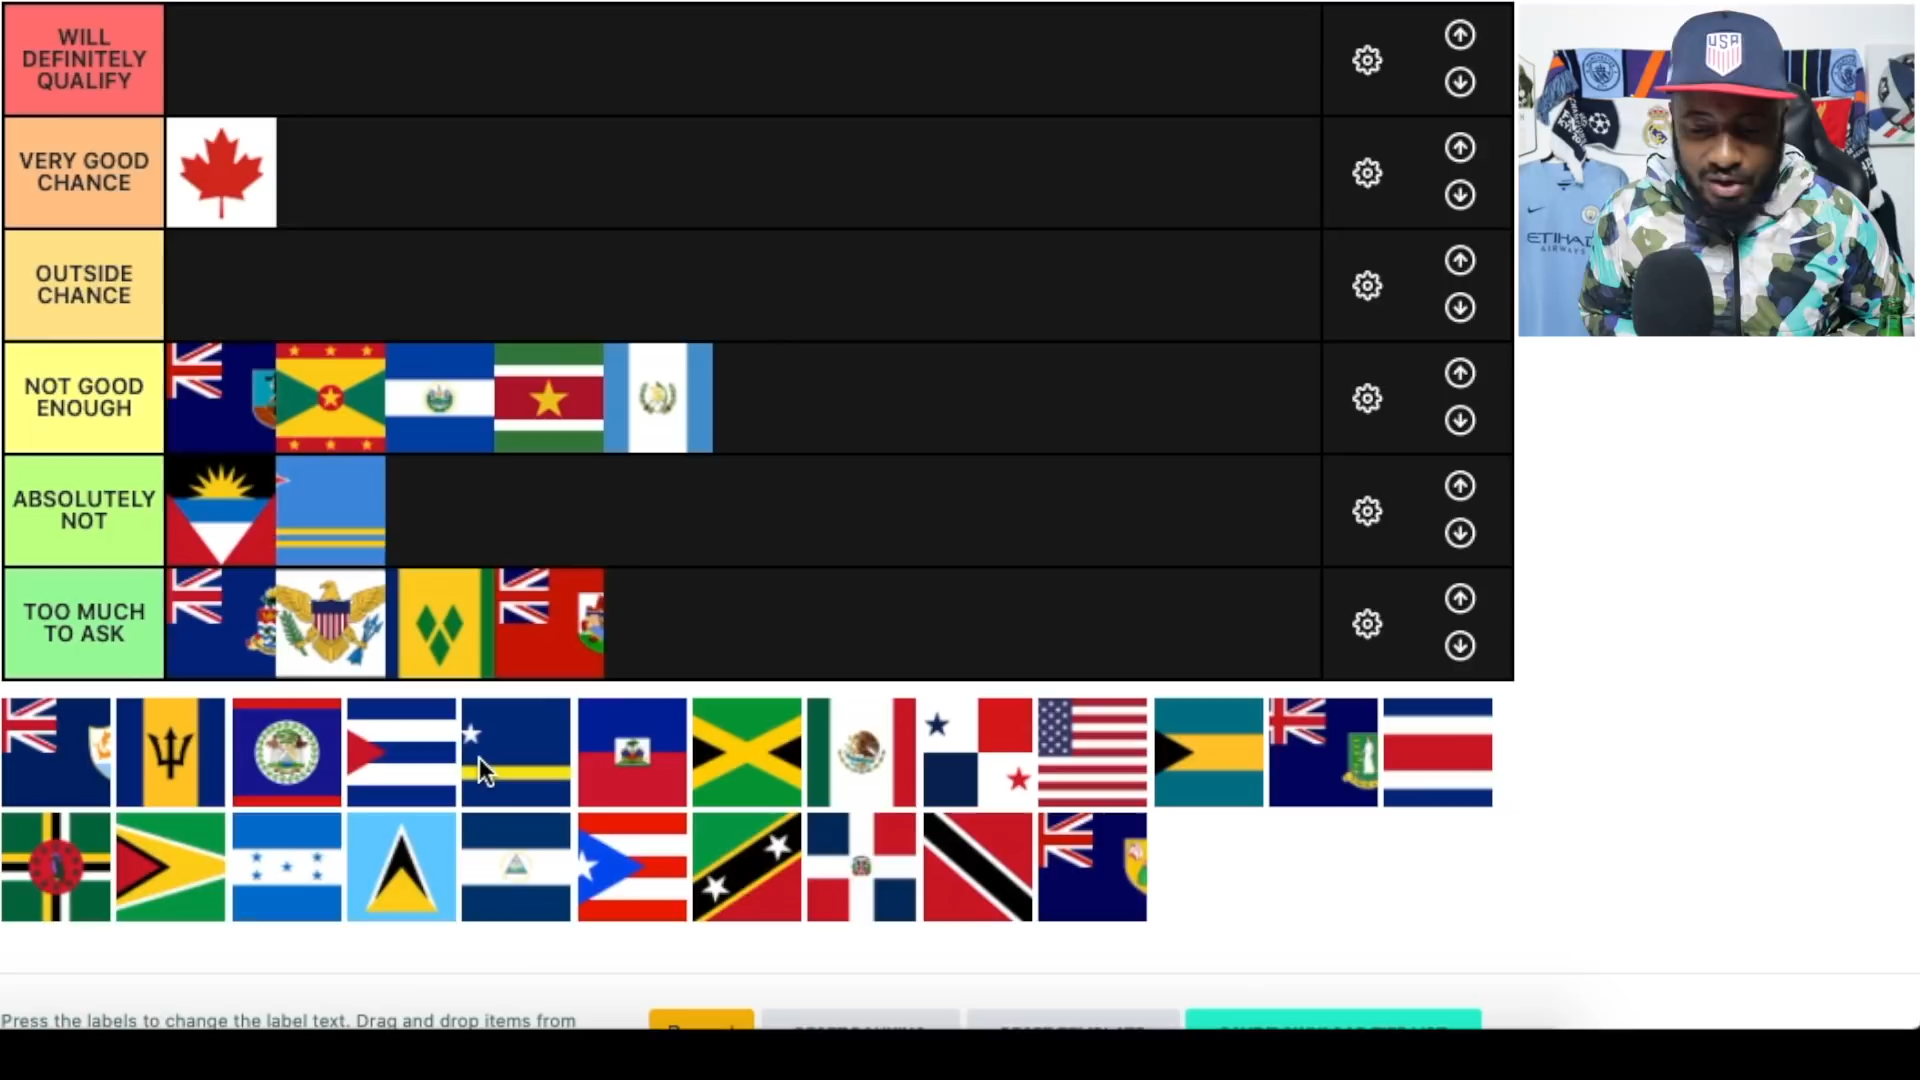 WILL
DEFINITELY
QUALIFY
VERY GOOD
CHANCE
OUTSIDE
CHANCE
NOT GOOD
ENOUGH
ABSOLUTELY
NOT
TOO MUCH
TO ASK
USA
ETIHAD
AIRWAYS
Press the labels to change the label text. Drag and drop items from